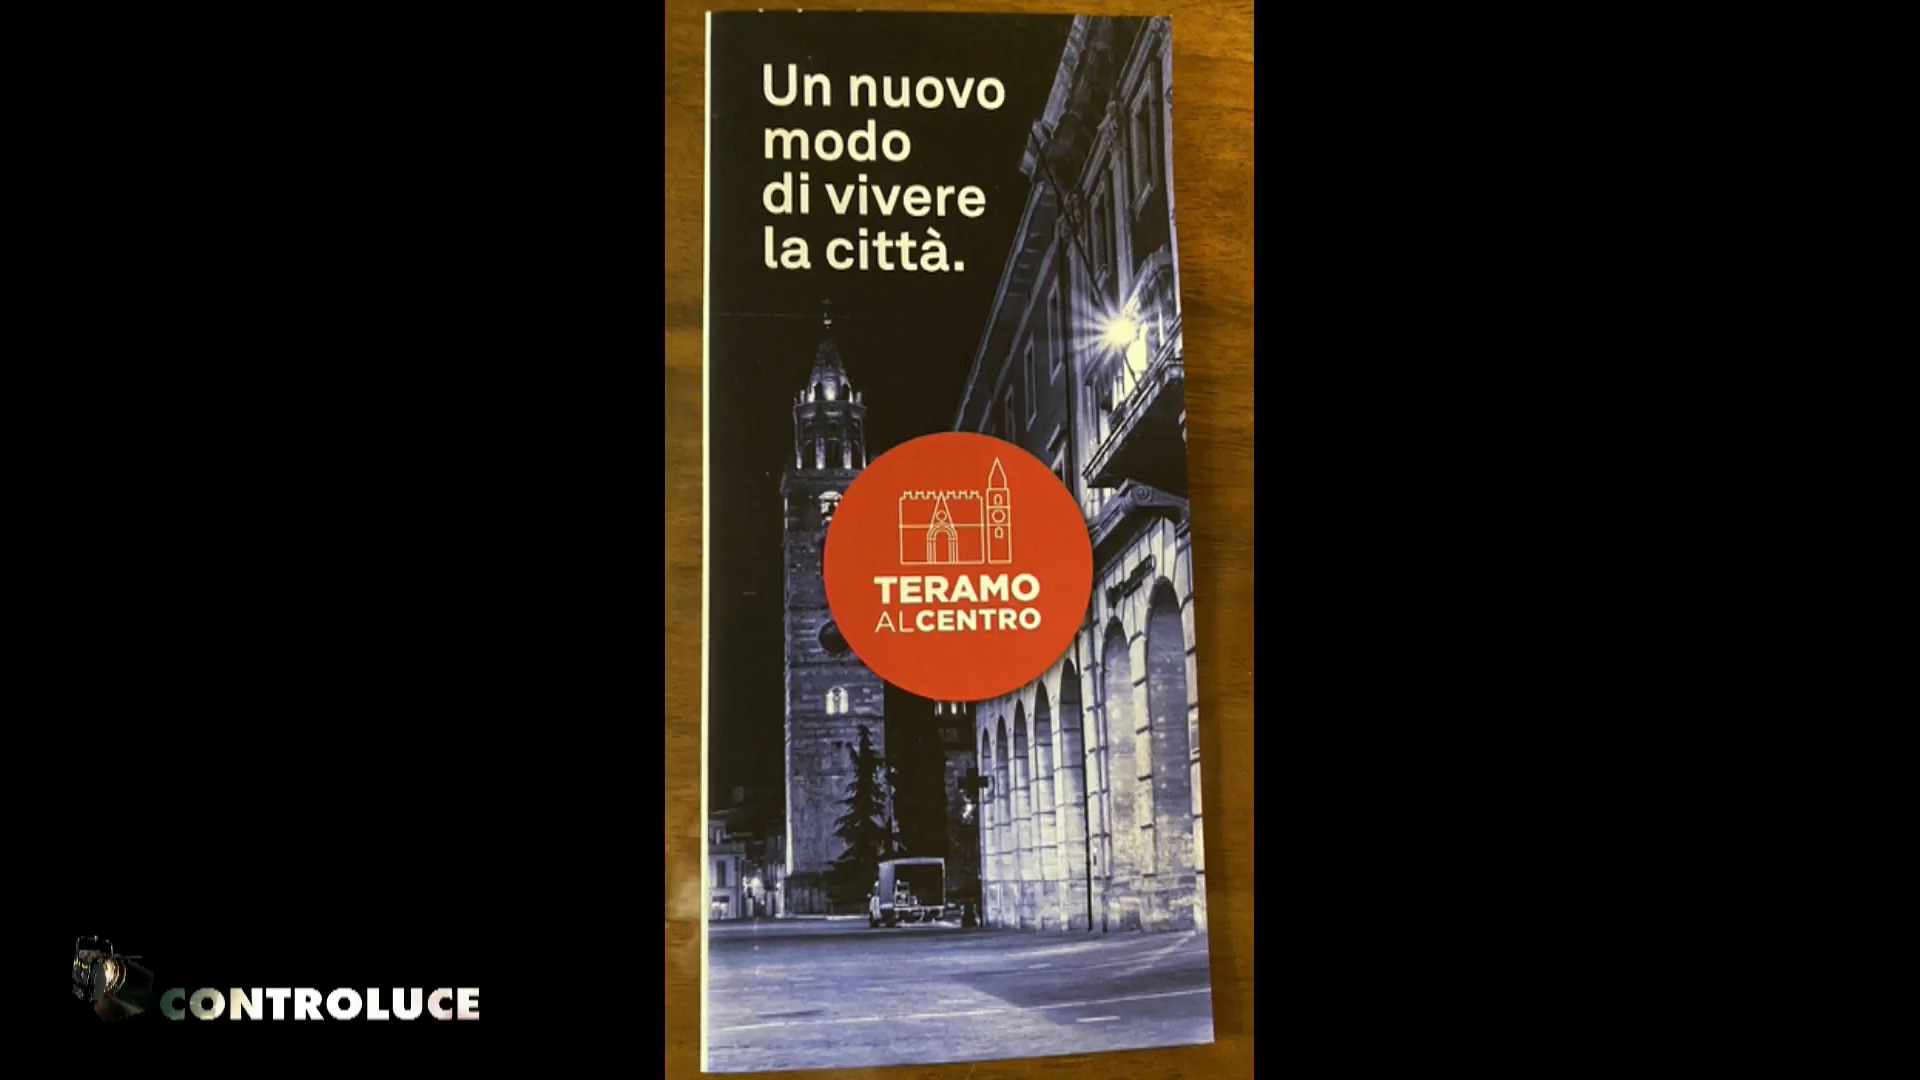 Un nuovo
modo
di vivere
la città.
TERAMO
ALCENTRO
CONTROLUCE